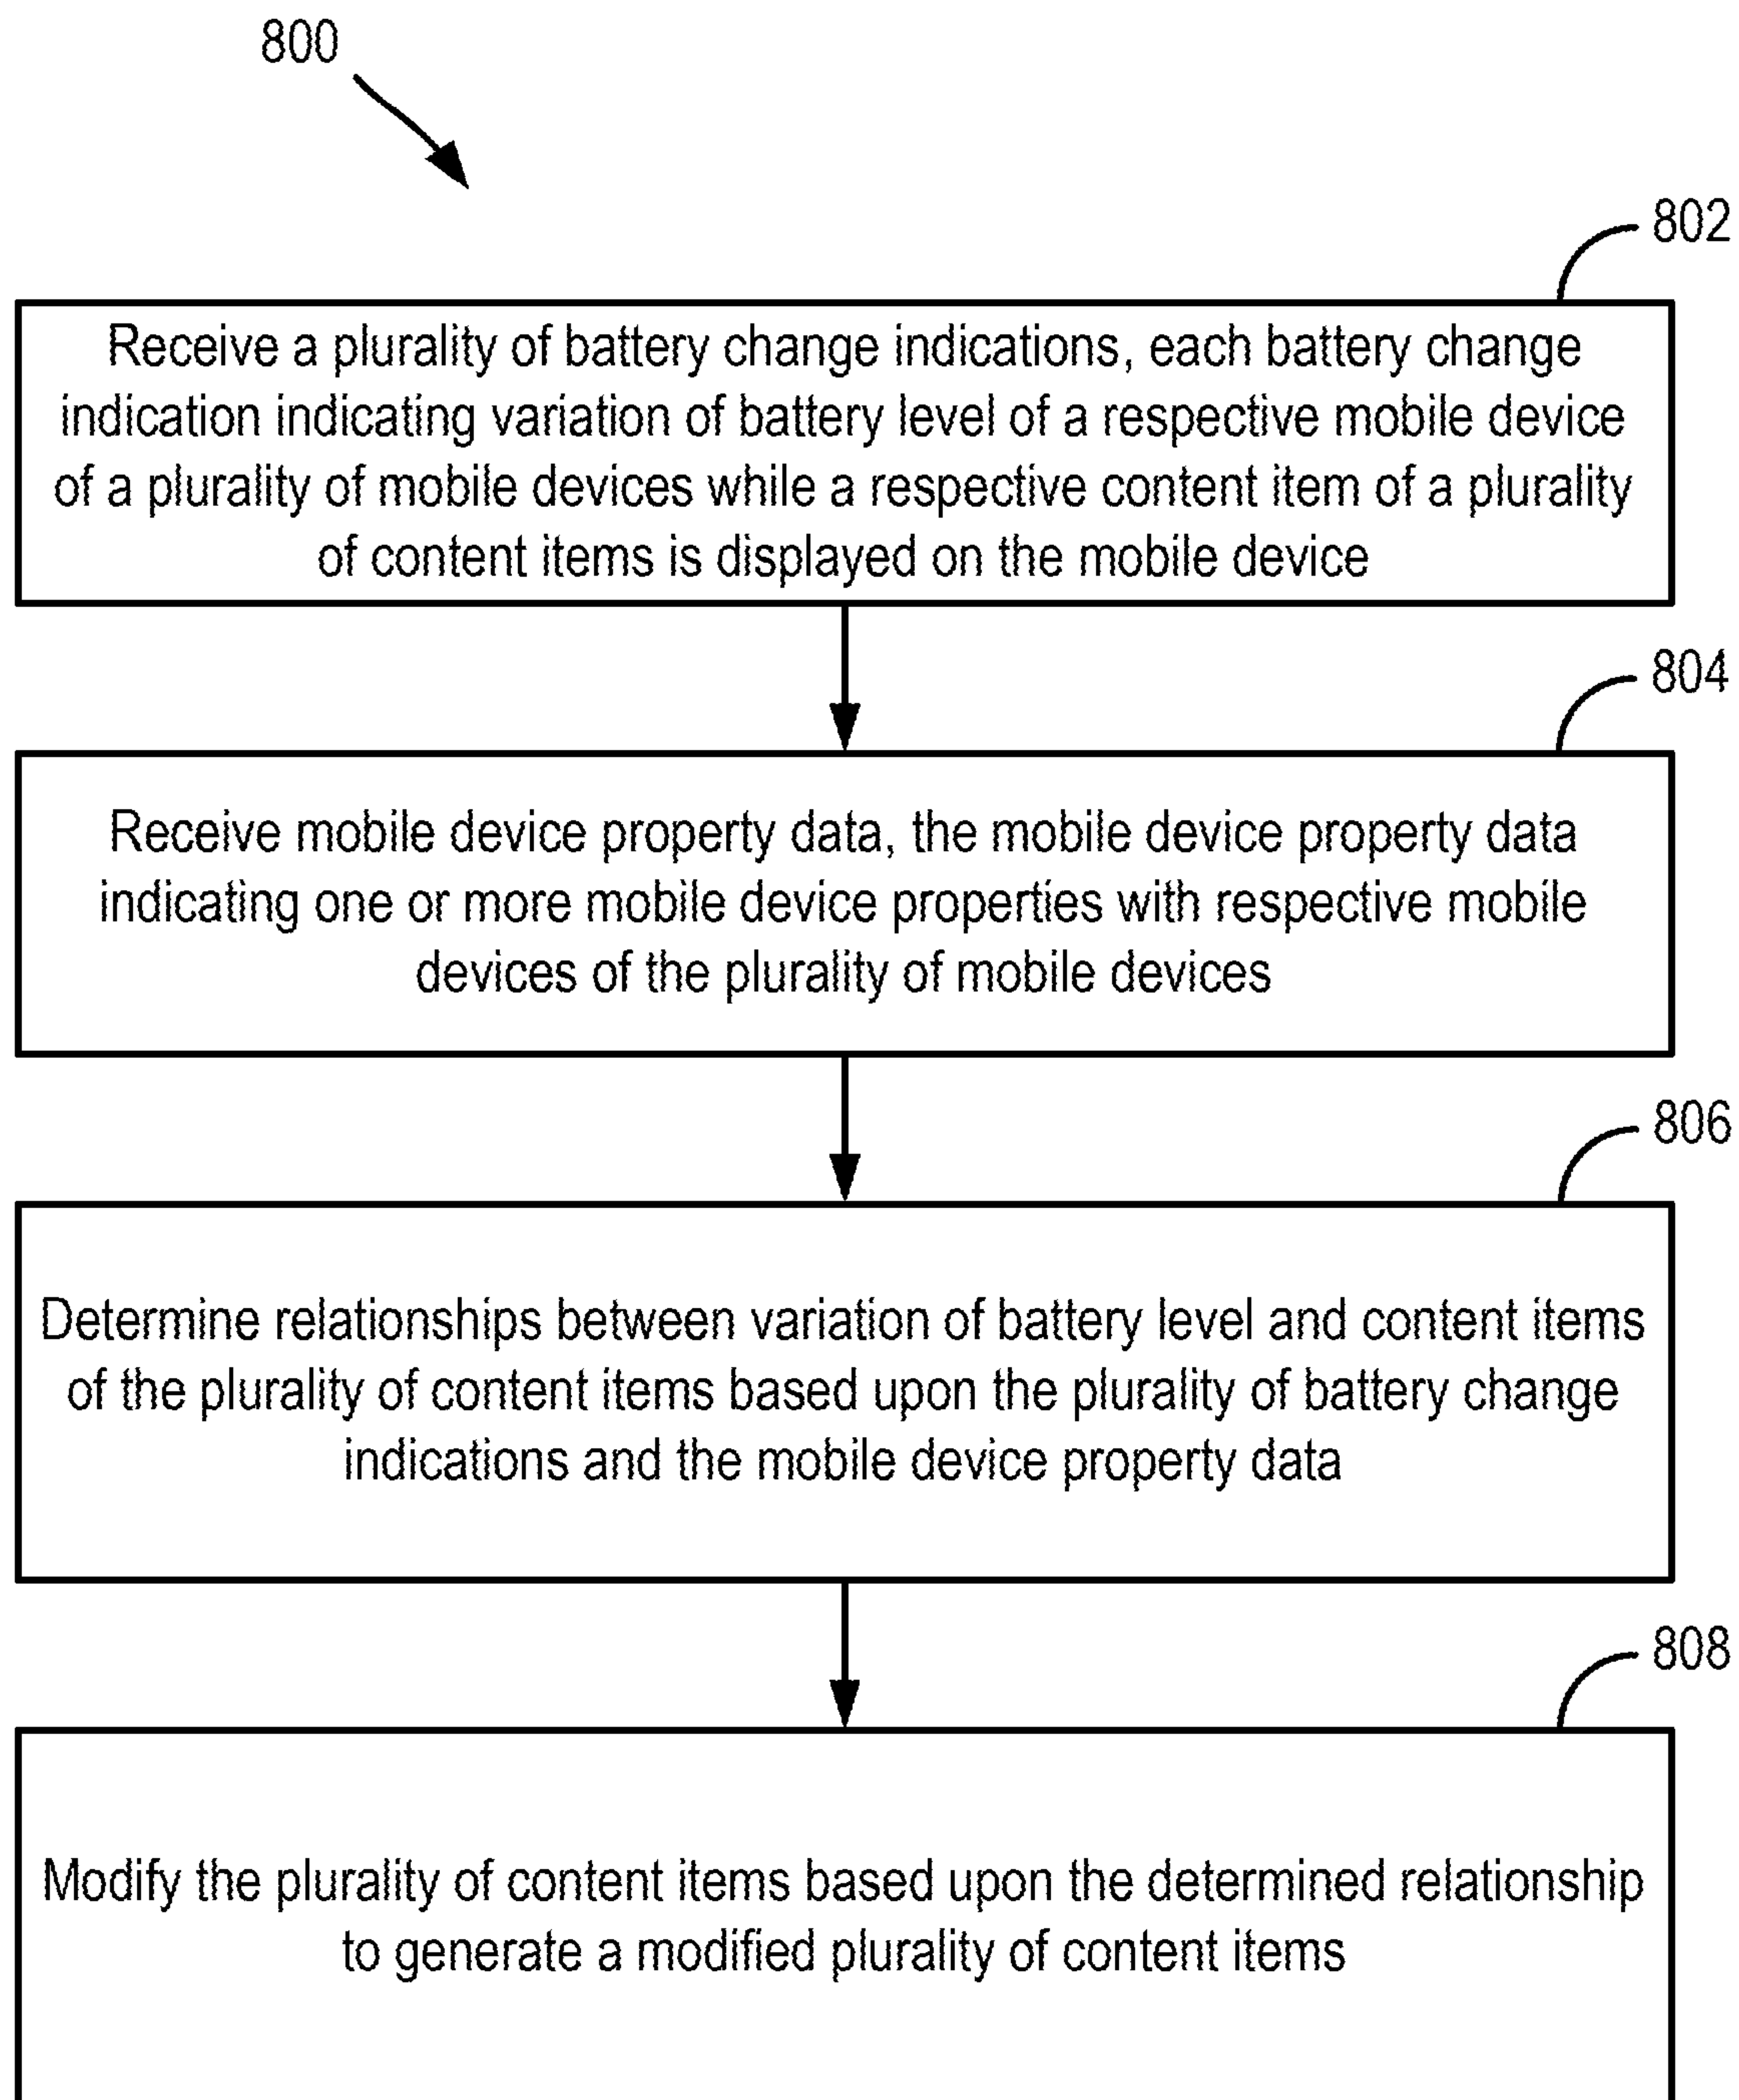 800
802
Receive a plurality of battery change indications, each battery change
indication indicating variation of battery level of a respective mobile device
of a plurality of mobile devices while a respective content item of a plurality
of content items is displayed on the mobile device
804
Receive mobile device property data, the mobile device property data
indicating one or more mobile device properties with respective mobile
devices of the plurality of mobile devices
806
Determine relationships between variation of battery level and content items
of the plurality of content items based upon the plurality of battery change
indications and the mobile device property data
808
Modify the plurality of content items based upon the determined relationship
to generate a modified plurality of content items